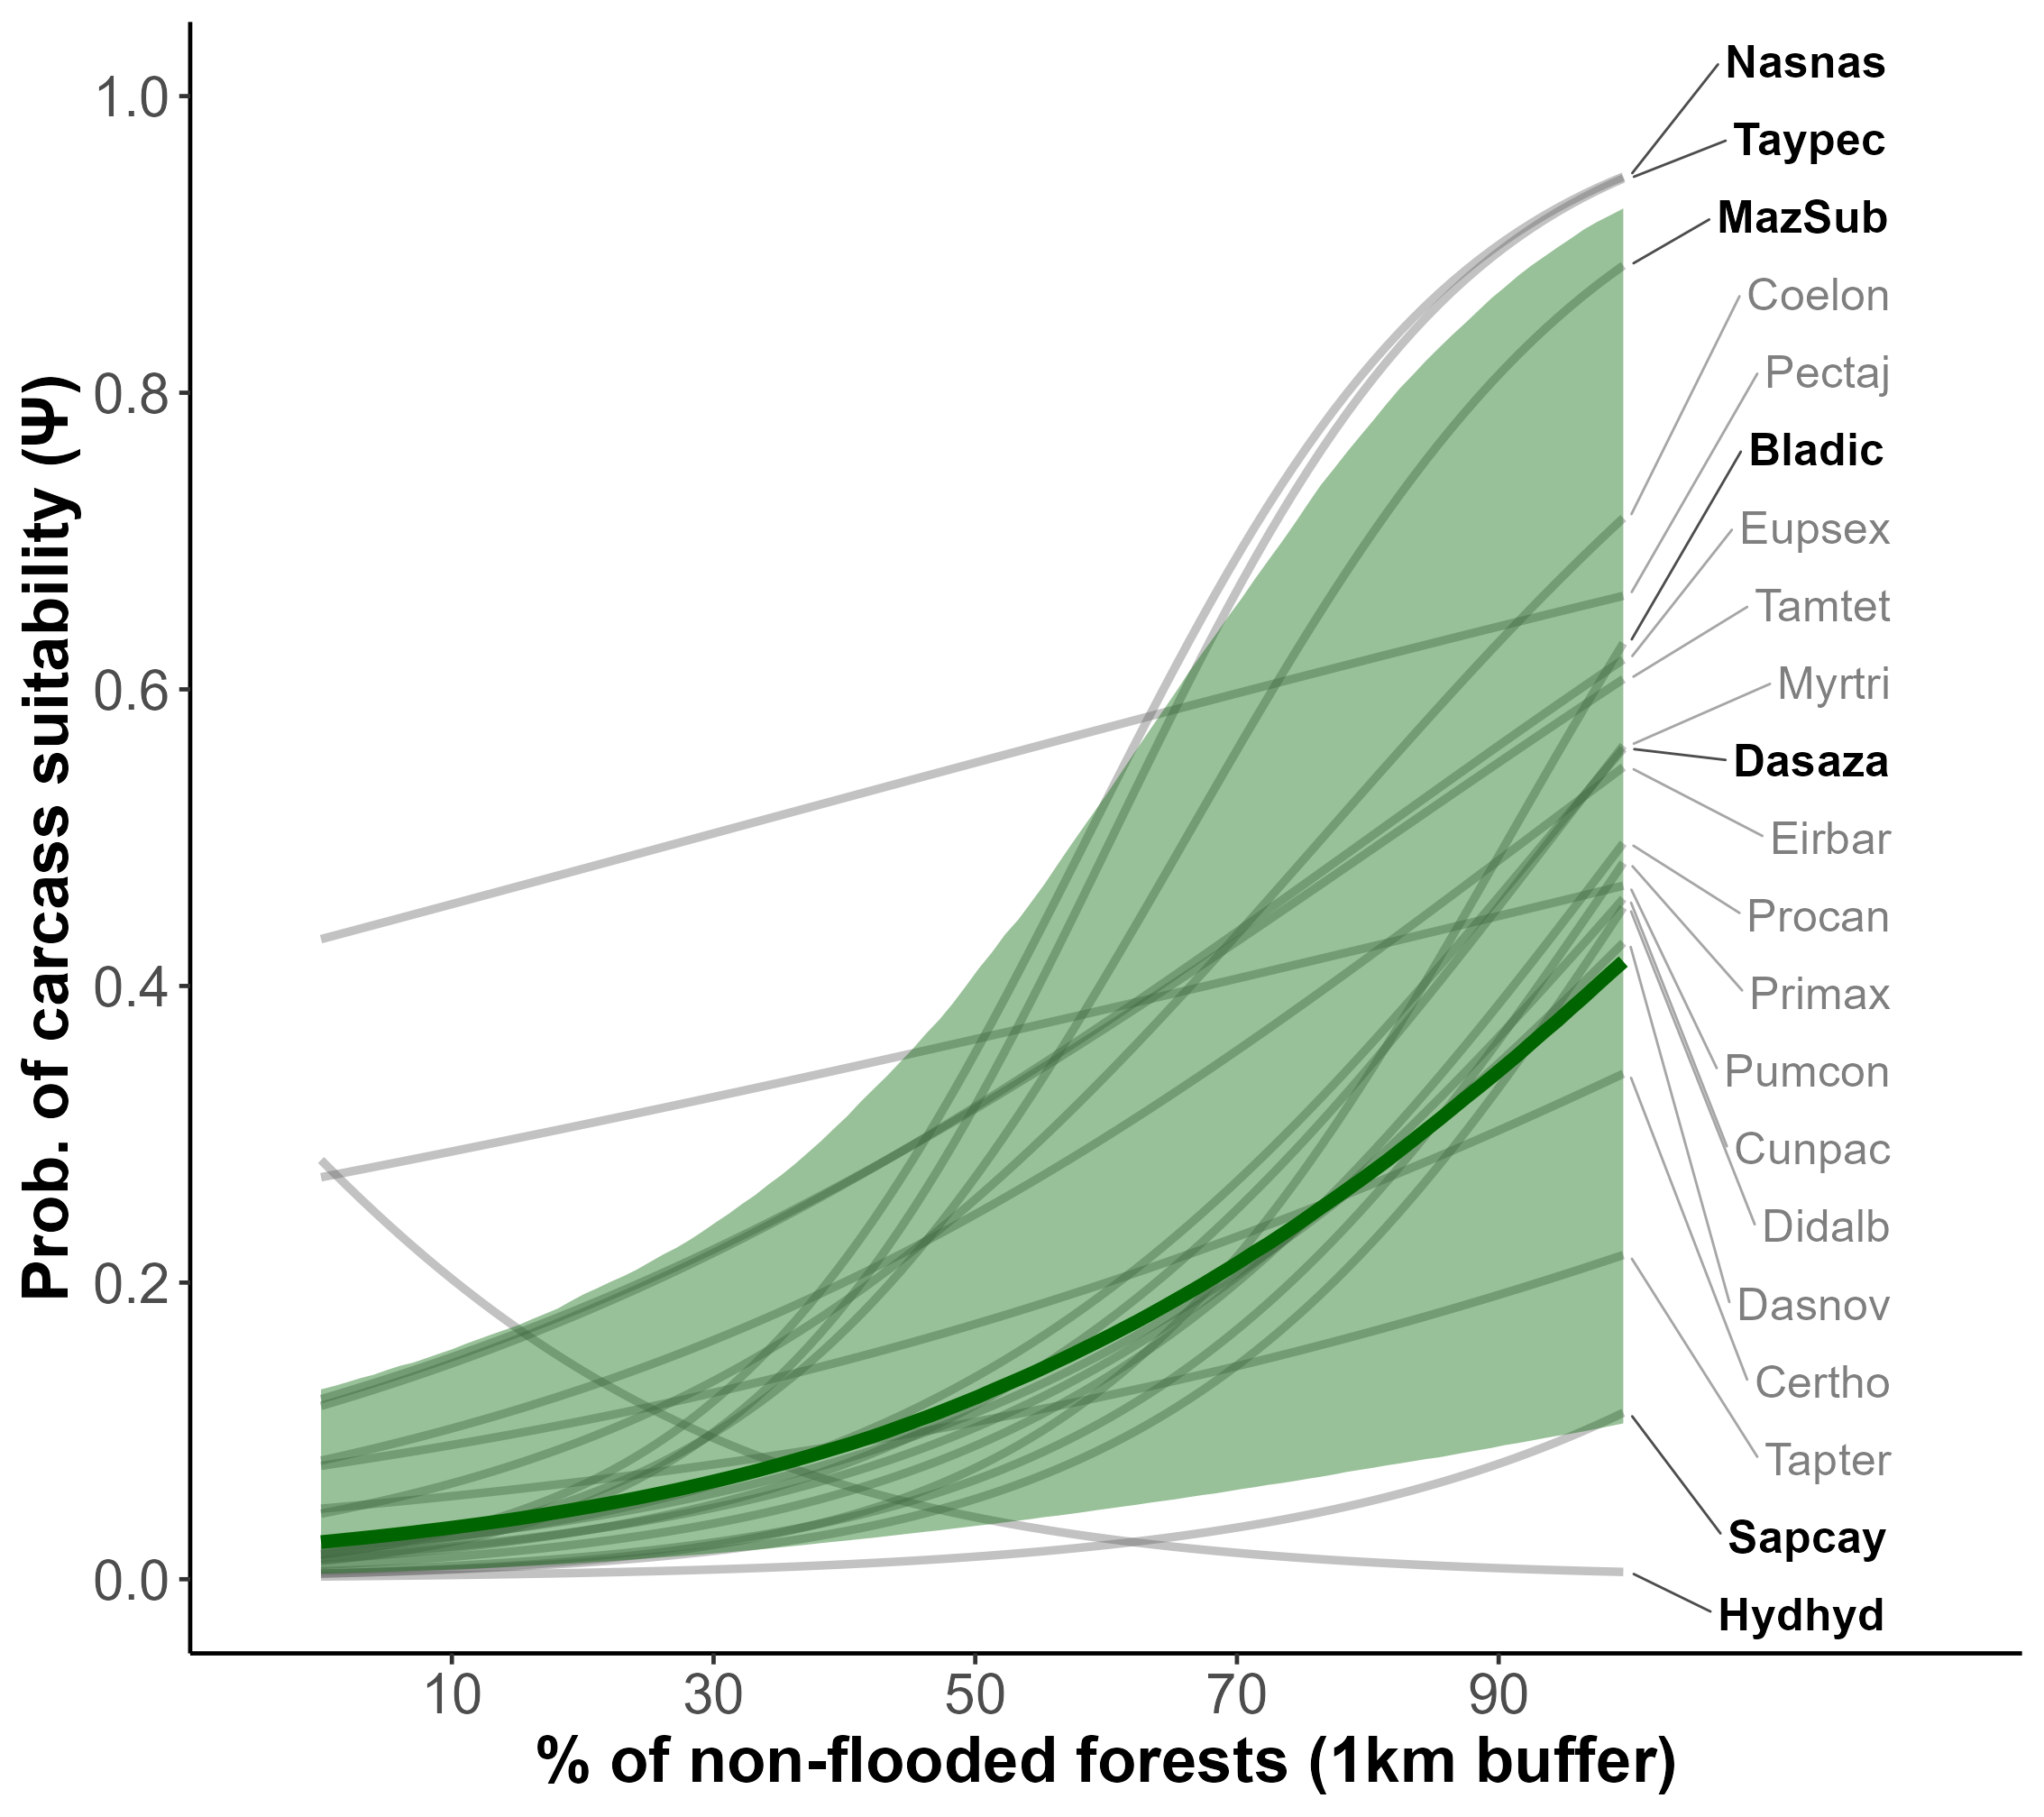 Prob. of carcass suitability (Ψ)
1.0
0.8
0.6
0.4
0.2
0.0
10 30 50 70 90
% of non-flooded forests (1km buffer)
Nasnas
Taypec
MazSub
Coelon
Pectaj
Bladic
Eupsex
Tamtet
Myrtri
Dasaza
Eirbar
Procan
Primax
Pumcon
Cunpac
Didalb
Dasnov
Certho
Tapter
Sapcay
Hydhyd